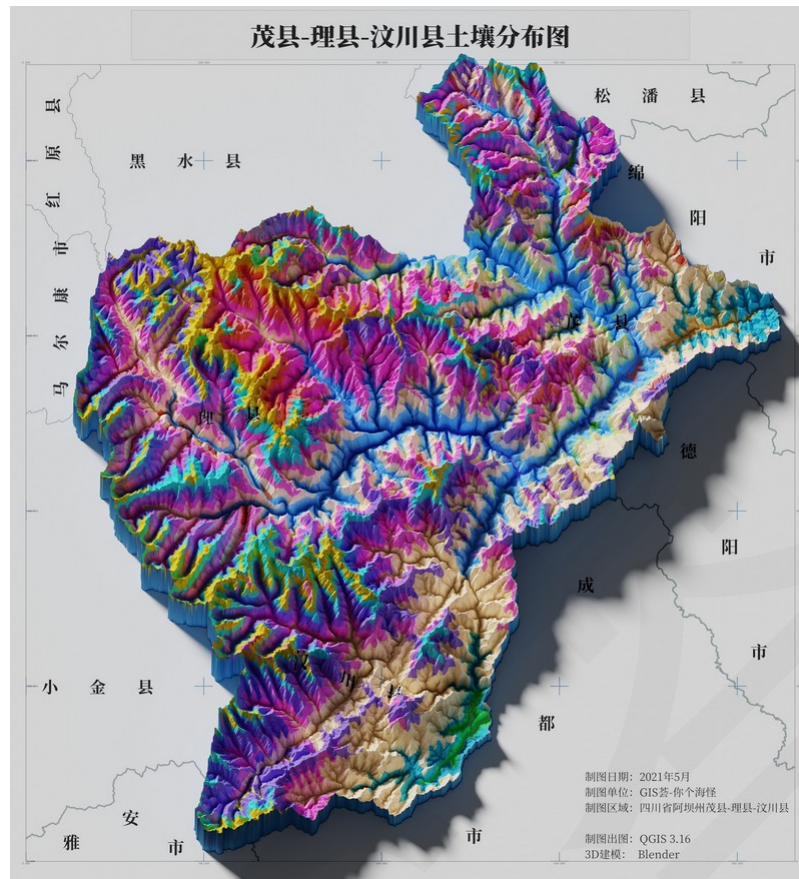 茂县-理县-汶川县土壤分布图
松潘县
黑水县
红原县
绵阳市
马尔康市
茂县
理县
德阳市
成都市
汶川县
小金县
雅安市
制图日期：2021年5月
制图单位：GIS荟-你个海怪
制图区域：四川省阿坝州茂县-理县-汶川县
制图出图：QGIS 3.16
3D建模： Blender